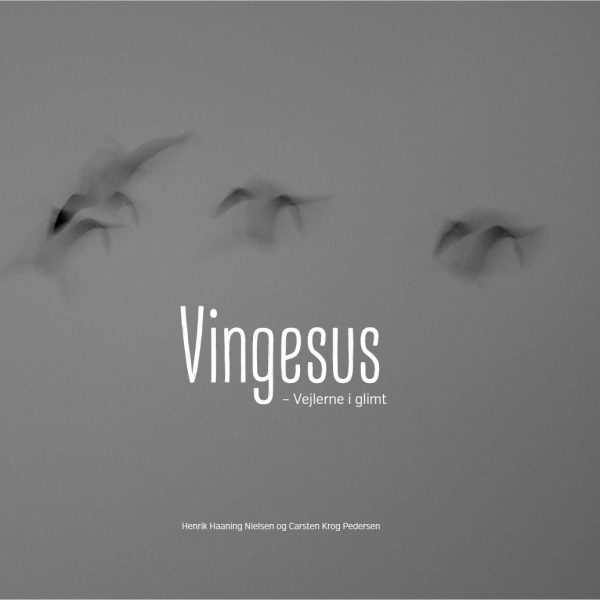 Vingesus
– Vejlerne i glimt
Henrik Haaning Nielsen og Carsten Krog Pedersen